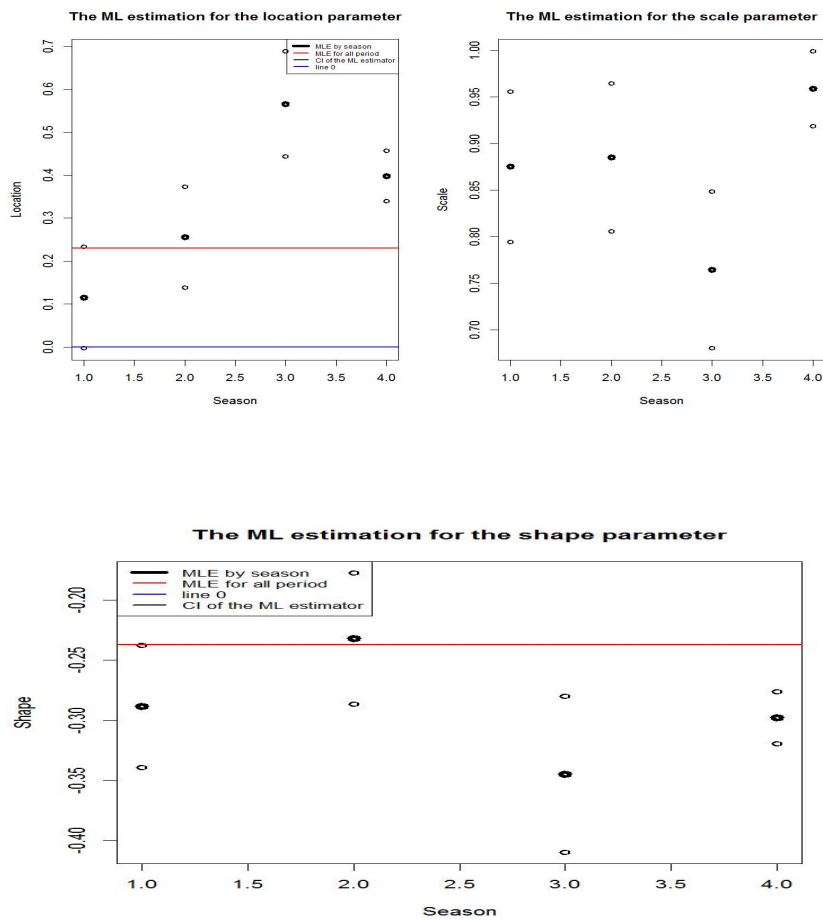 The ML estimation for the location parameter
MLE by season
MLE for all period
CI of the ML estimator
line 0
Location
0.7
0.6
0.5
0.4
0.3
0.2
0.1
0.0
1.0 1.5 2.0 2.5 3.0 3.5 4.0
Season
The ML estimation for the scale parameter
Scale
1.00
0.95
0.90
0.85
0.80
0.75
0.70
1.0 1.5 2.0 2.5 3.0 3.5 4.0
Season
The ML estimation for the shape parameter
MLE by season
MLE for all period
line 0
CI of the ML estimator
Shape
-0.20
-0.25
-0.30
-0.35
-0.40
1.0 1.5 2.0 2.5 3.0 3.5 4.0
Season